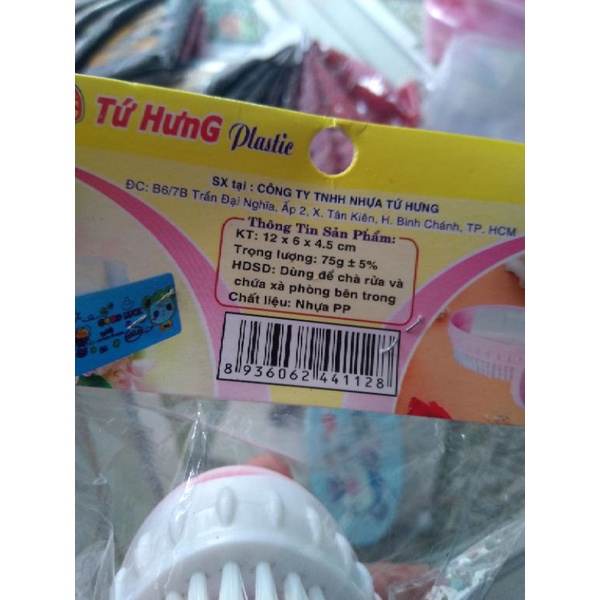 Tứ HưnG Plastic
SX tại : CÔNG TY TNHH NHỰA TỨ HƯNG
ĐC: B6/7B Trần Đại Nghĩa, Ấp 2, X. Tân Kiên, H. Bình Chánh, TP. HCM
Thông Tin Sản Phẩm:
KT: 12 x 6 x 4.5 cm
Trọng lượng: 75g ± 5%
HDSD: Dùng để chà rửa và
chứa xà phòng bên trong
Chất liệu: Nhựa PP
8 936062 441128
GOOD LUCK